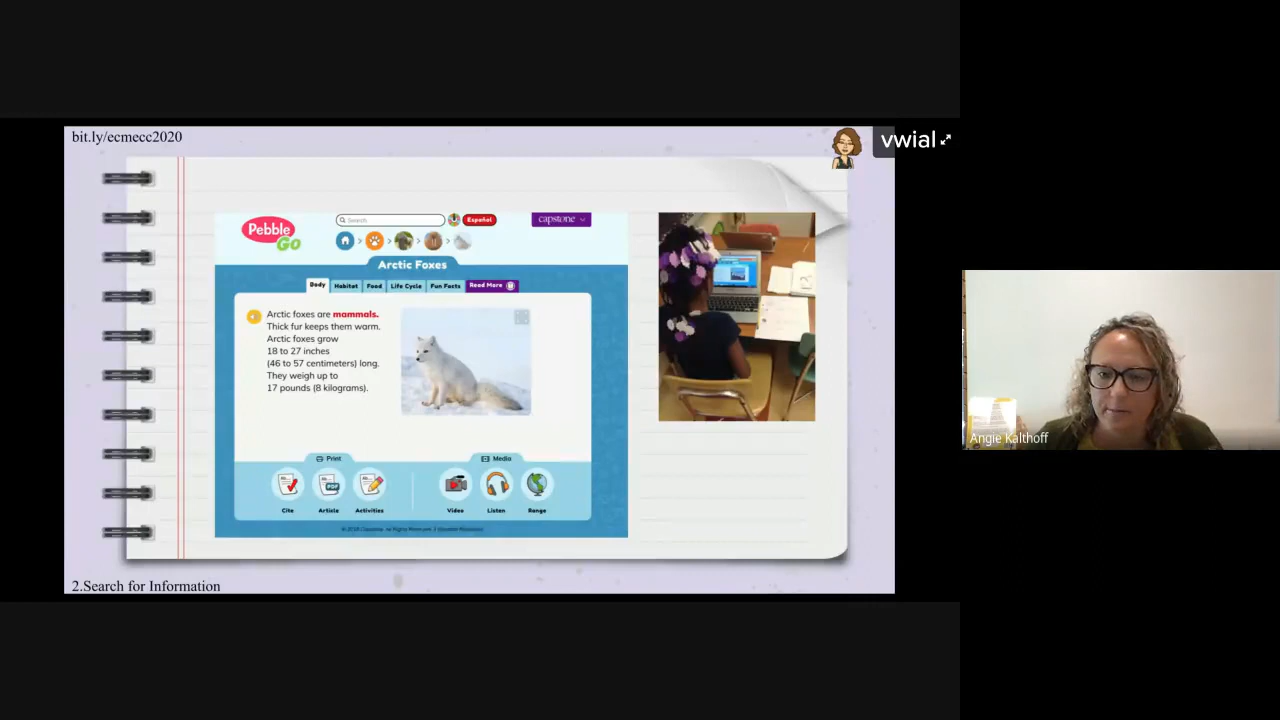 bit.ly/ecmecc2020
vwial
Pebble
Go
Search
Español
capstone
Arctic Foxes
Body
Habitat
Food
Life Cycle
Fun Facts
Read More
Arctic foxes are mammals.
Thick fur keeps them warm.
Arctic foxes grow
18 to 27 inches
(46 to 57 centimeters) long.
They weigh up to
17 pounds (8 kilograms).
Print
Media
Cite
Article
Activities
Video
Listen
Range
2.Search for Information
Angie Kalthoff